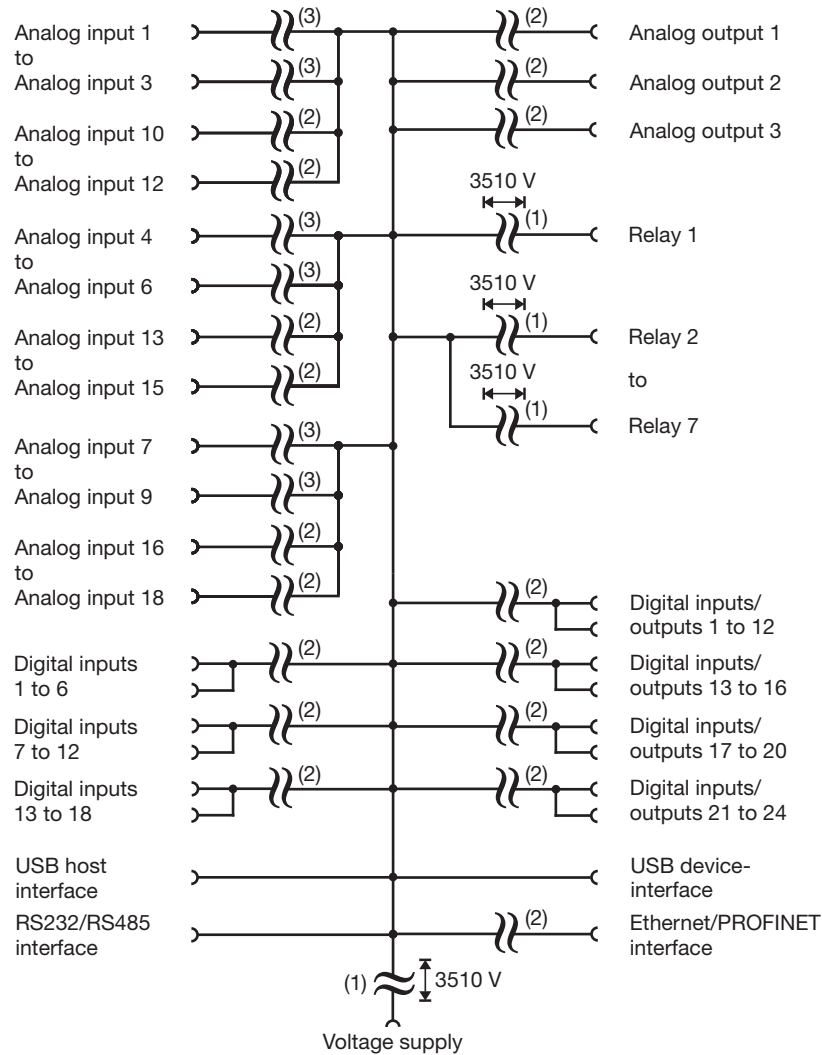 Analog input 1
to
Analog input 3
(3)
(3)
Analog input 10
to
Analog input 12
(2)
(2)
Analog input 4
to
Analog input 6
(3)
(3)
Analog input 13
to
Analog input 15
(2)
(2)
Analog input 7
to
Analog input 9
(3)
(3)
Analog input 16
to
Analog input 18
(2)
(2)
Digital inputs
1 to 6
(2)
Digital inputs
7 to 12
(2)
Digital inputs
13 to 18
(2)
USB host
interface
RS232/RS485
interface
(2)
Analog output 1
(2)
Analog output 2
(2)
Analog output 3
3510 V
(1)
Relay 1
3510 V
(1)
Relay 2
to
3510 V
(1)
Relay 7
(2)
Digital inputs/
outputs 1 to 12
(2)
Digital inputs/
outputs 13 to 16
(2)
Digital inputs/
outputs 17 to 20
(2)
Digital inputs/
outputs 21 to 24
USB device-
interface
(2)
Ethernet/PROFINET
interface
(1)
3510 V
Voltage supply